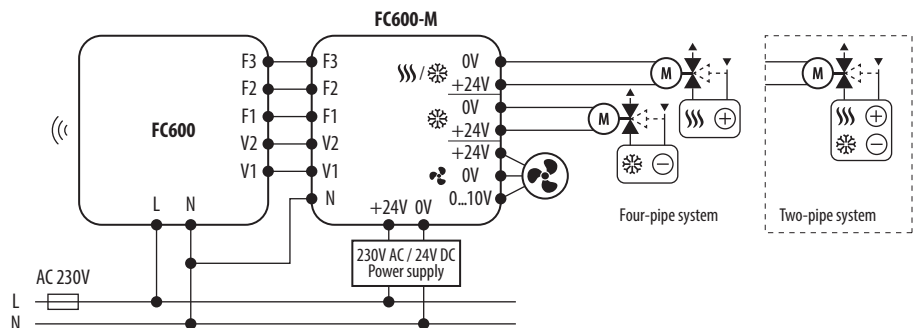 FC600-M
FC600
F3
F2
F1
V2
V1
L N
F3
F2
F1
V2
V1
N
/
0V
+24V
0V
+24V
+24V
0V
0...10V
+24V 0V
230V AC / 24V DC
Power supply
M
+
M
−
Four-pipe system
M
+
−
Two-pipe system
AC 230V
L
N